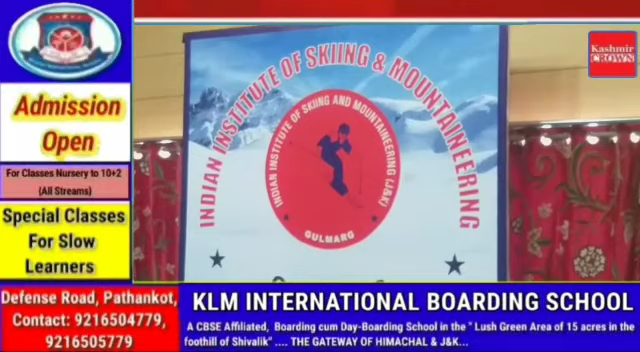 Admission
Open
For Classes Nursery to 10+2
(All Streams)
Special Classes
For Slow
Learners
Defense Road, Pathankot,
Contact: 9216504779,
9216505779
INDIAN INSTITUTE OF SKIING & MOUNTAINEERING
INDIAN INSTITUTE OF SKIING AND MOUNTAINEERING (J&K)
GULMARG
Kashmir
CROWN
KLM INTERNATIONAL BOARDING SCHOOL
A CBSE Affiliated, Boarding cum Day-Boarding School in the " Lush Green Area of 15 acres in the
foothill of Shivalik" .... THE GATEWAY OF HIMACHAL & J&K...